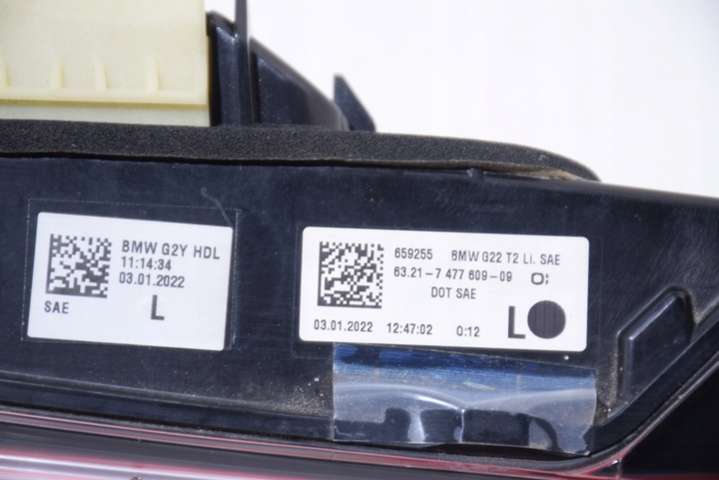 BMW G2Y HDL
11:14:34
03.01.2022
SAE
L
659255 BMW G22 T2 Li. SAE
63.21-7 477 609-09
DOT SAE
03.01.2022 12:47:02 0:12
L